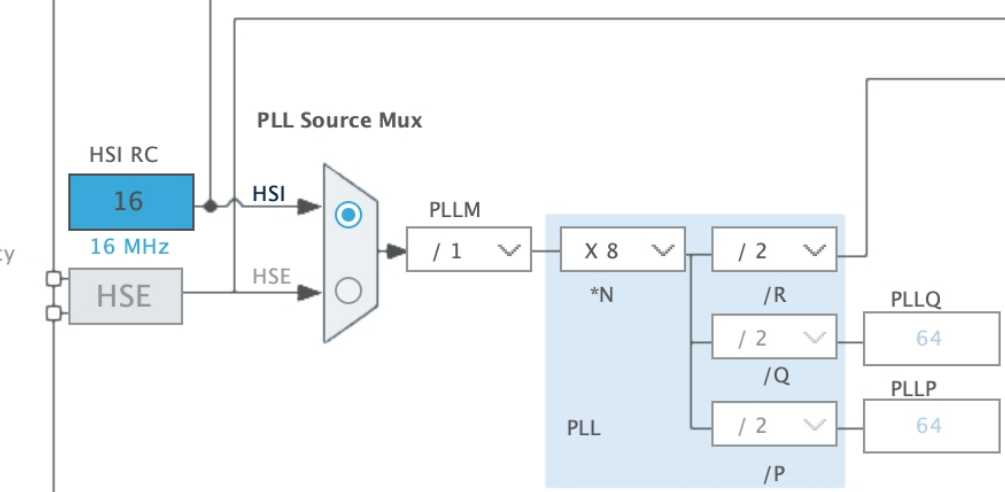 PLL Source Mux
HSI RC
16
16 MHz
HSI
PLLM
/ 1
X 8
/ 2
*N
/R
cy
HSE
HSE
PLLQ
/ 2
64
/Q
PLLP
PLL
/ 2
64
/P